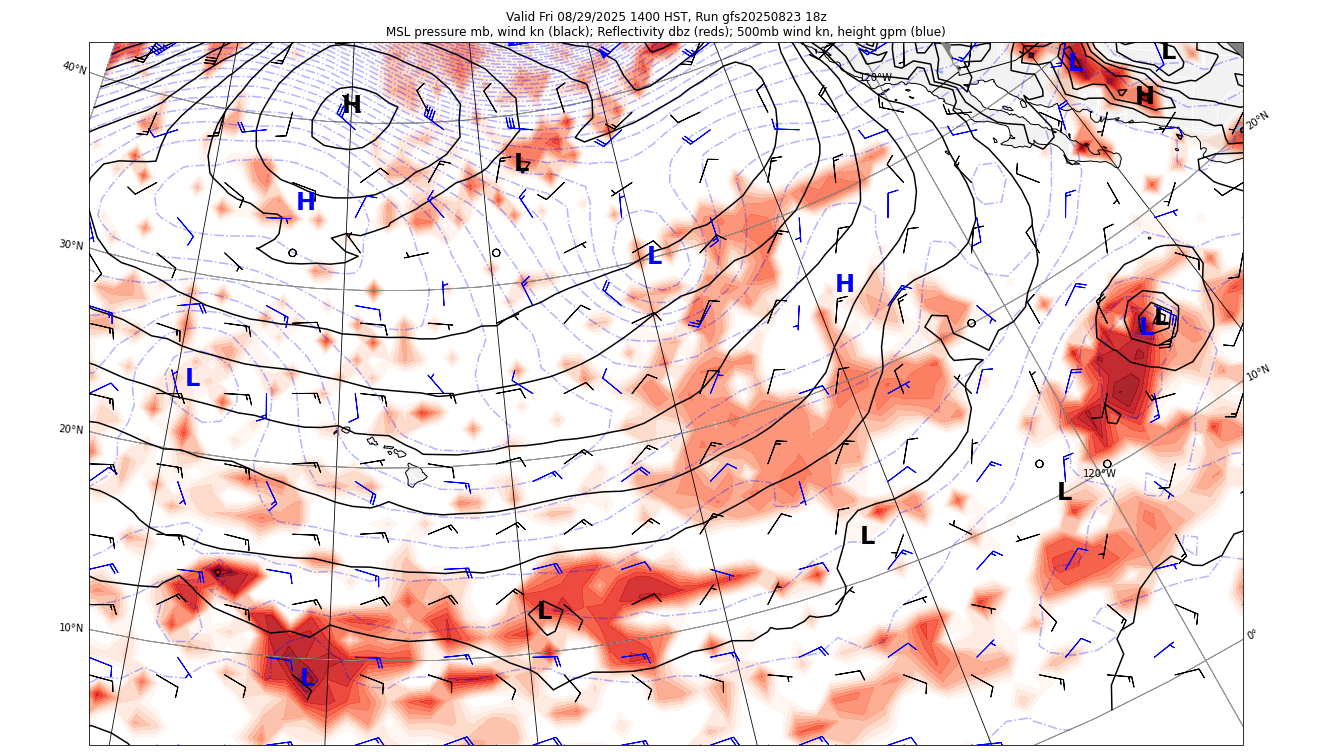 Valid Fri 08/29/2025 1400 HST, Run gfs20250823 18z
MSL pressure mb, wind kn (black); Reflectivity dbz (reds); 500mb wind kn, height gpm (blue)
L
L
40°N
120°W
H
H
20°N
L
H
30°N
L
H
L
L
10°N
L
20°N
120°W
L
L
L
10°N
0°
L